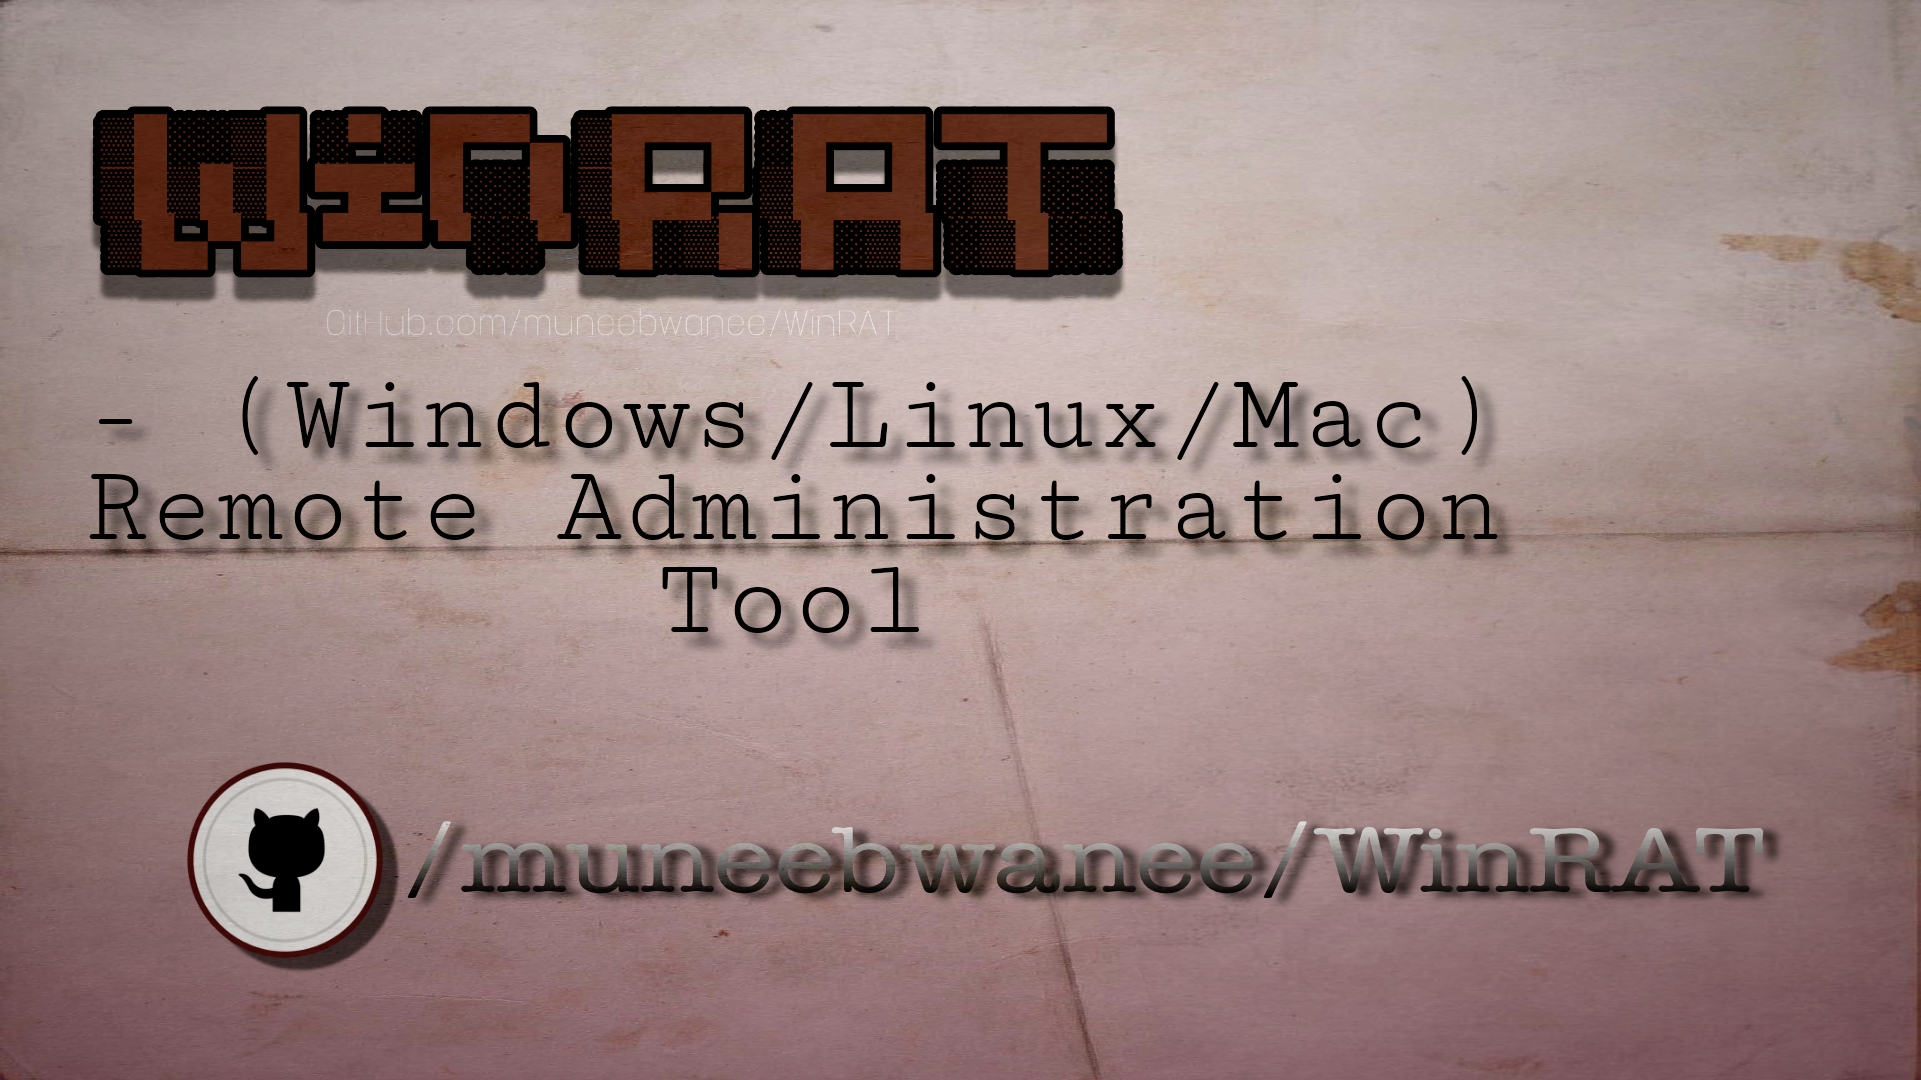 WinRAT
GitHub.com/muneebwanee/WinRAT
- (Windows/Linux/Mac)
Remote Administration
Tool
/muneebwanee/WinRAT